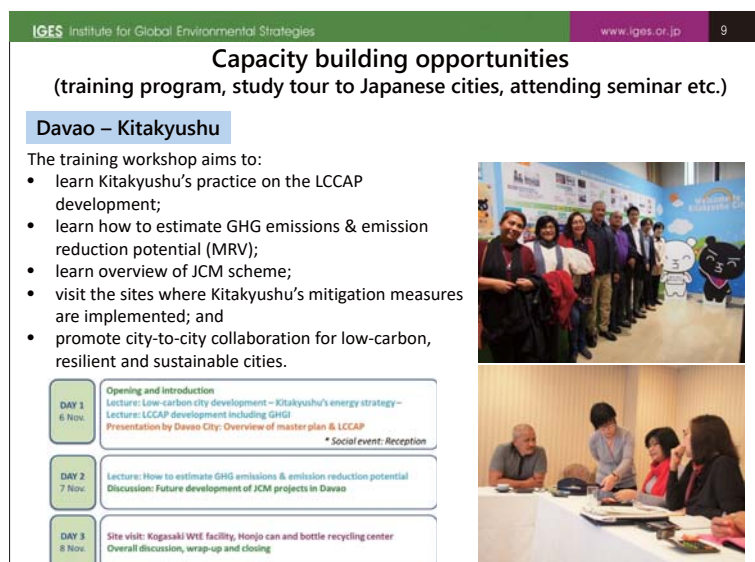 IGES Institute for Global Environmental Strategies
www.iges.or.jp
9
Capacity building opportunities
(training program, study tour to Japanese cities, attending seminar etc.)
Davao – Kitakyushu
The training workshop aims to:
• learn Kitakyushu's practice on the LCCAP
development;
• learn how to estimate GHG emissions & emission
reduction potential (MRV);
• learn overview of JCM scheme;
• visit the sites where Kitakyushu's mitigation measures
are implemented; and
• promote city-to-city collaboration for low-carbon,
resilient and sustainable cities.
DAY 1
6 Nov.
Opening and introduction
Lecture: Low-carbon city development – Kitakyushu's energy strategy–
Lecture: LCCAP development including GHGI
Presentation by Davao City: Overview of master plan & LCCAP
* Social event: Reception
DAY 2
7 Nov.
Lecture: How to estimate GHG emissions & emission reduction potential
Discussion: Future development of JCM projects in Davao
DAY 3
8 Nov.
Site visit: Kogasaki WtE facility, Honjo can and bottle recycling center
Overall discussion, wrap-up and closing
Welcome to
Kitakyushu City